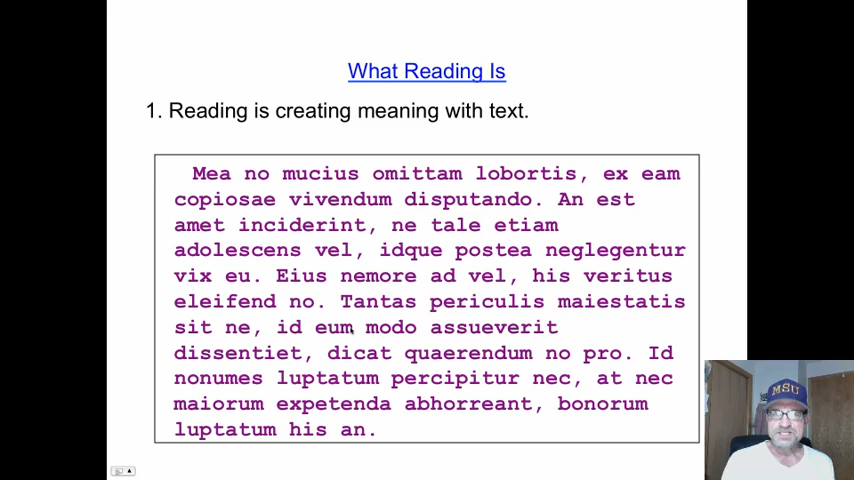 What Reading Is
1. Reading is creating meaning with text.
Mea no mucius omittam lobortis, ex eam
copiosae vivendum disputando. An est
amet inciderint, ne tale etiam
adolescens vel, idque postea neglegentur
vix eu. Eius nemore ad vel, his veritus
eleifend no. Tantas periculis maiestatis
sit ne, id eum modo assueverit
dissentiet, dicat quaerendum no pro. Id
nonumes luptatum percipitur nec, at nec
maiorum expetenda abhorreant, bonorum
luptatum his an.
MSU